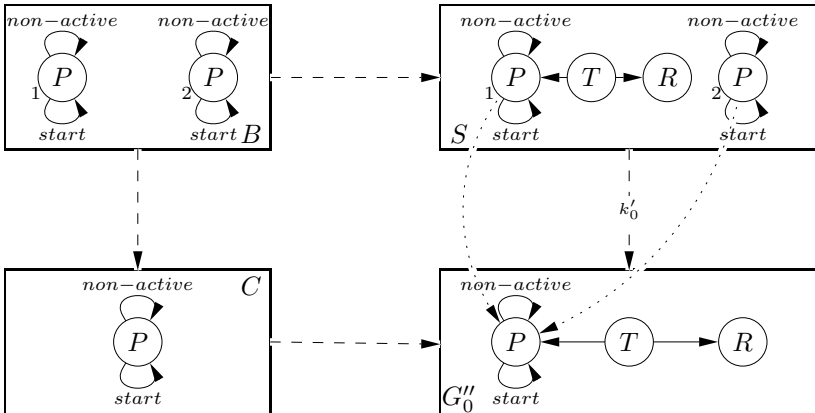 non-active non-active non-active non-active
P P P T R P
1 2 1 2
start start B S start start
k′₀
non-active C non-active
P P T R
start G″₀ start